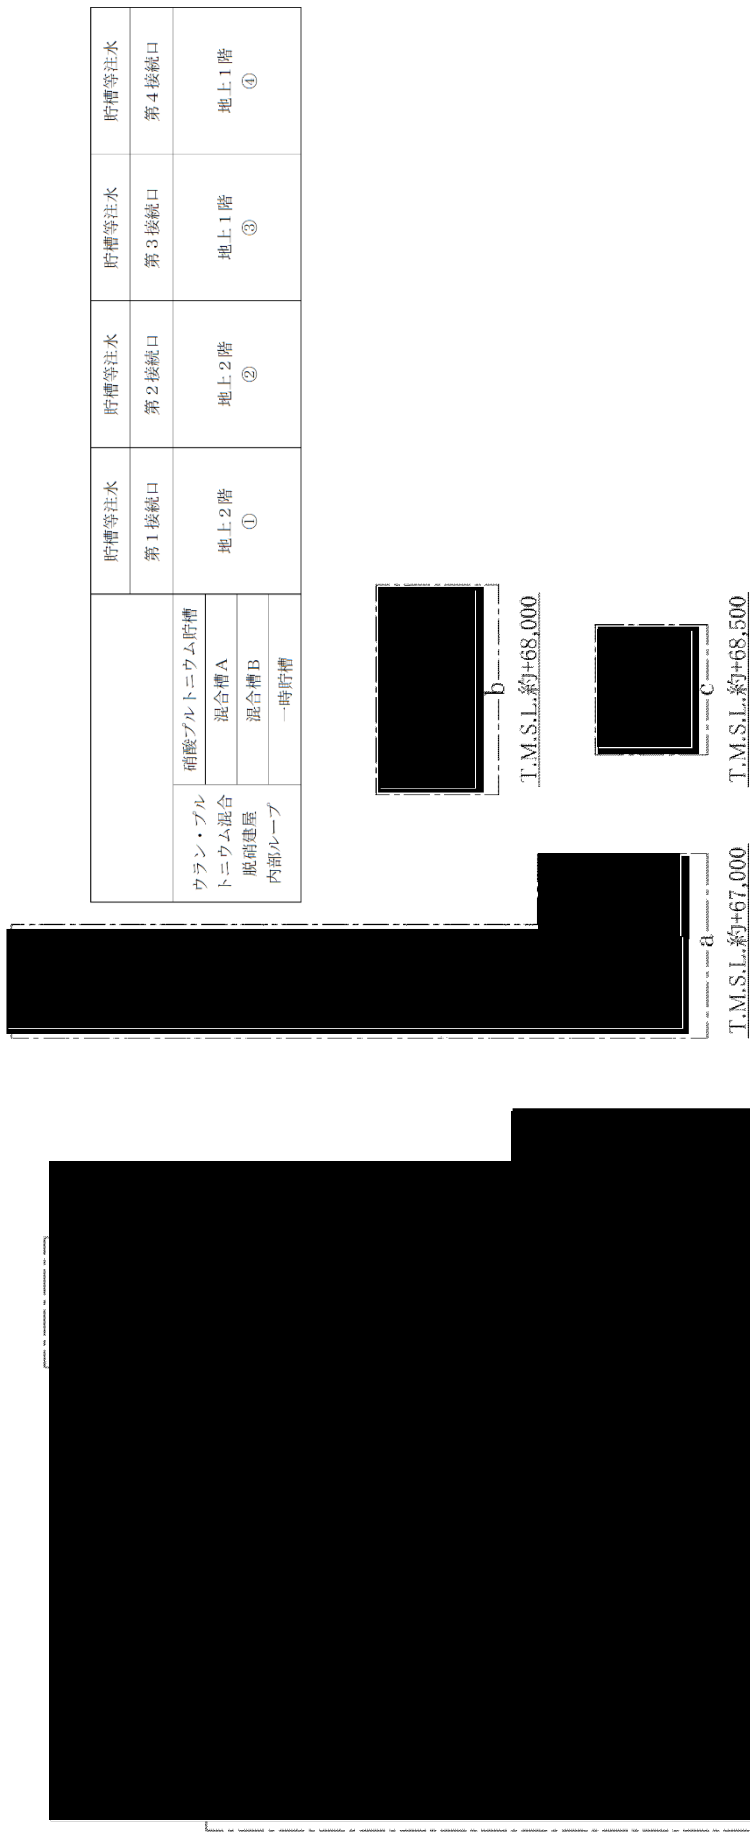 貯槽等注水
第1接続口
貯槽等注水
第2接続口
貯槽等注水
第3接続口
貯槽等注水
第4接続口
ウラン・プル
トニウム混合
脱硝建屋
内部ループ
硝酸プルトニウム貯槽
混合槽A
混合槽B
一時貯槽
地上2階
①
地上2階
②
地上1階
③
地上1階
④
b
T.M.S.L.約+68,000
c
T.M.S.L.約+68,500
a
T.M.S.L.約+67,000